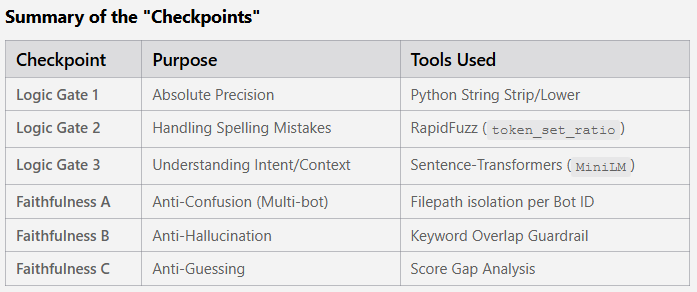 Summary of the "Checkpoints"
Checkpoint Purpose Tools Used
Logic Gate 1 Absolute Precision Python String Strip/Lower
Logic Gate 2 Handling Spelling Mistakes RapidFuzz (token_set_ratio)
Logic Gate 3 Understanding Intent/Context Sentence-Transformers (MiniLM)
Faithfulness A Anti-Confusion (Multi-bot) Filepath isolation per Bot ID
Faithfulness B Anti-Hallucination Keyword Overlap Guardrail
Faithfulness C Anti-Guessing Score Gap Analysis